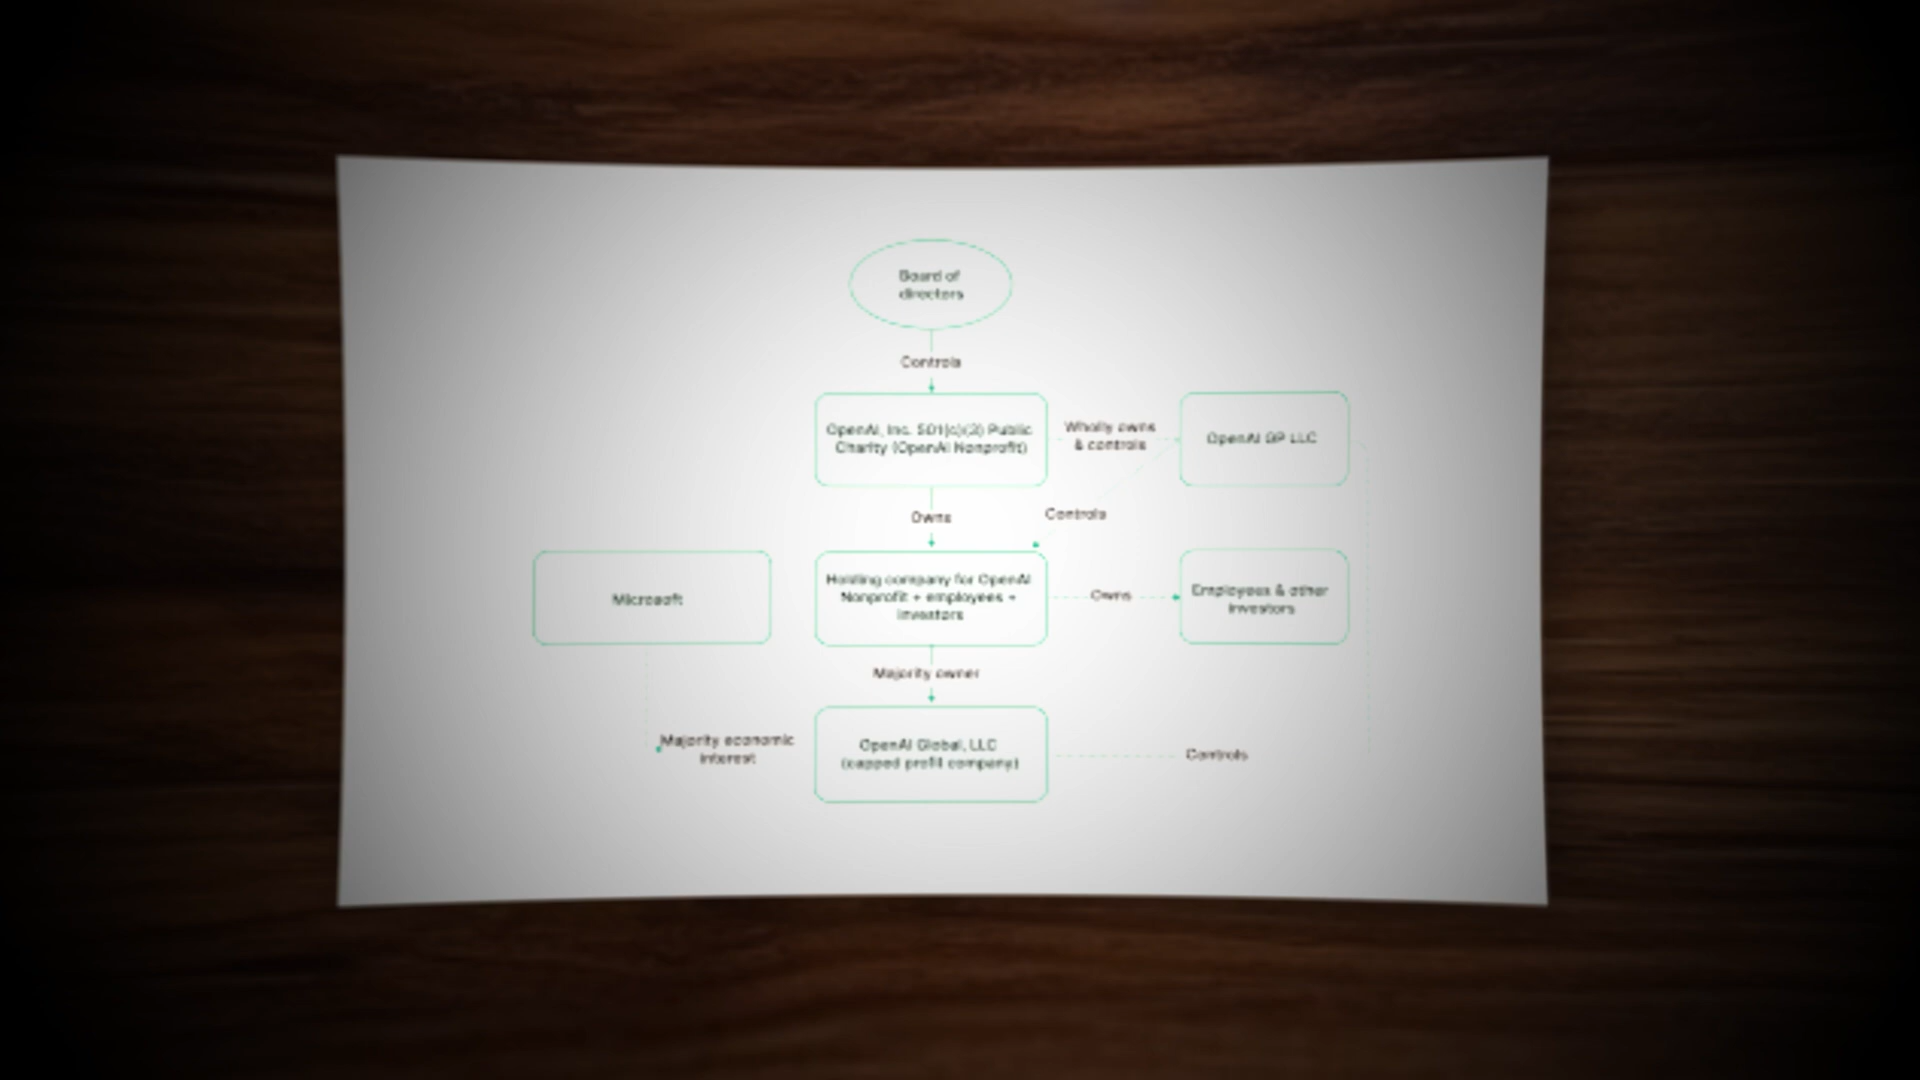 Board of
directors
Controls
OpenAI, Inc. 501(c)(3) Public
Charity (OpenAI Nonprofit)
Wholly owns
& controls
OpenAI GP LLC
Owns
Controls
Microsoft
Holding company for OpenAI
Nonprofit + employees +
investors
Owns
Employees & other
investors
Majority owner
Majority economic
interest
OpenAI Global, LLC
(capped profit company)
Controls